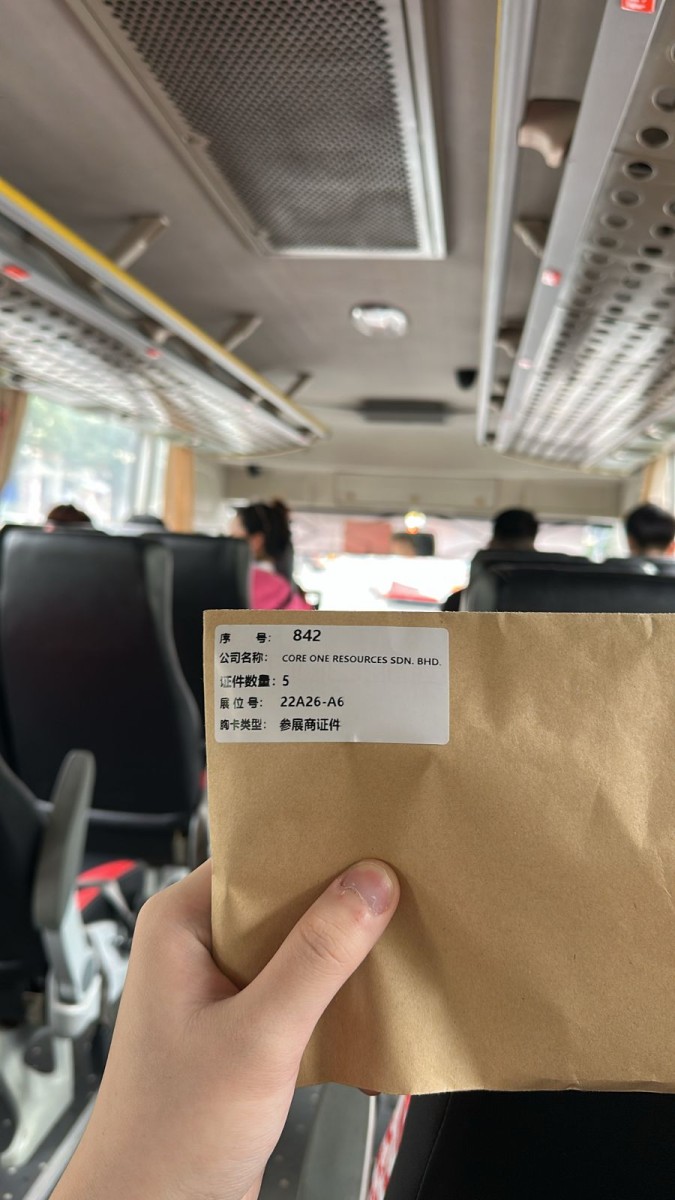 序 号： 842
公司名称： CORE ONE RESOURCES SDN. BHD.
证件数量：5
展 位 号： 22A26-A6
胸卡类型： 参展商证件